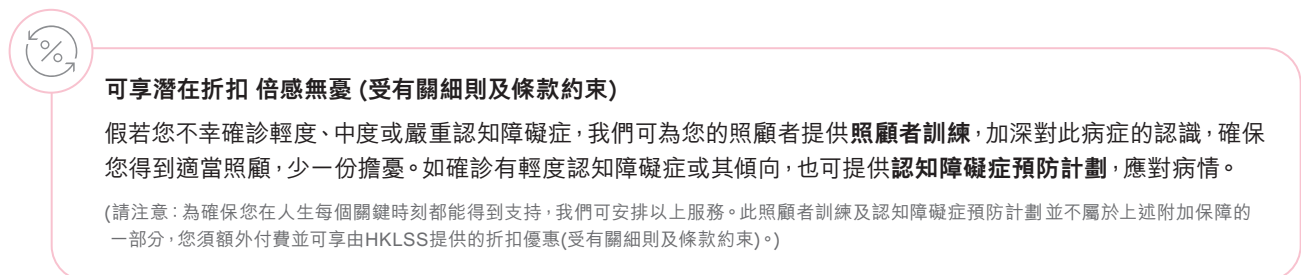 可享潛在折扣 倍感無憂 (受有關細則及條款約束)
假若您不幸確診輕度、中度或嚴重認知障礙症，我們可為您的照顧者提供照顧者訓練，加深對此病症的認識，確保
您得到適當照顧，少一份擔憂。如確診有輕度認知障礙症或其傾向，也可提供認知障礙症預防計劃，應對病情。
(請注意：為確保您在人生每個關鍵時刻都能得到支持，我們可安排以上服務。此照顧者訓練及認知障礙症預防計劃並不屬於上述附加保障的
一部分，您須額外付費並可享由HKLSS提供的折扣優惠(受有關細則及條款約束)。)